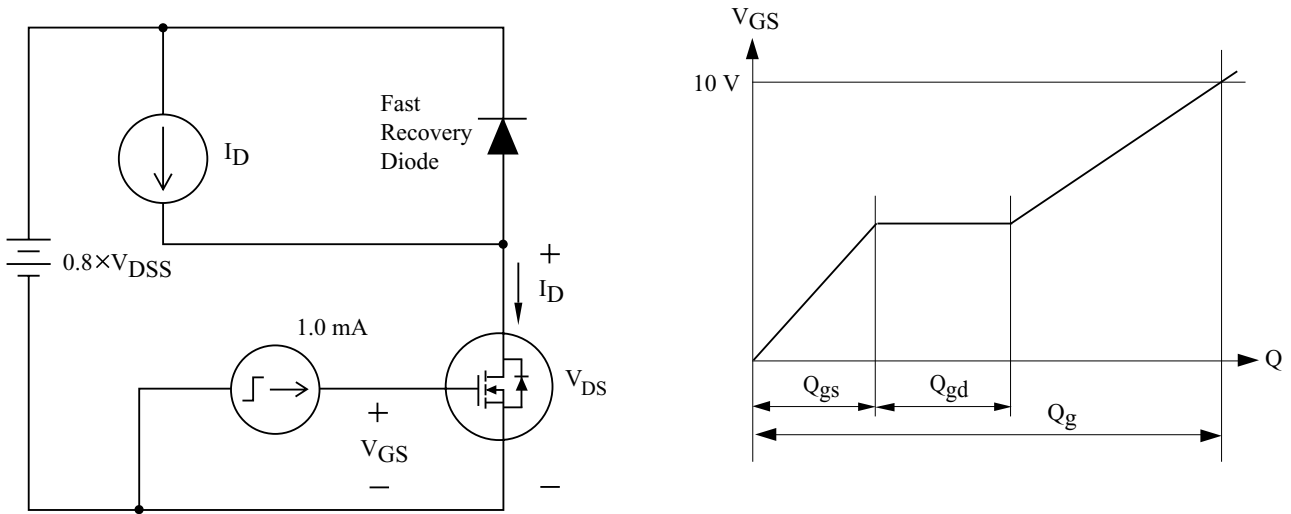 Fast
Recovery
Diode
I_D
0.8×V_DSS
+
I_D
1.0 mA
V_DS
+
V_GS
−
−
V_GS
10 V
Q
Q_gs
Q_gd
Q_g